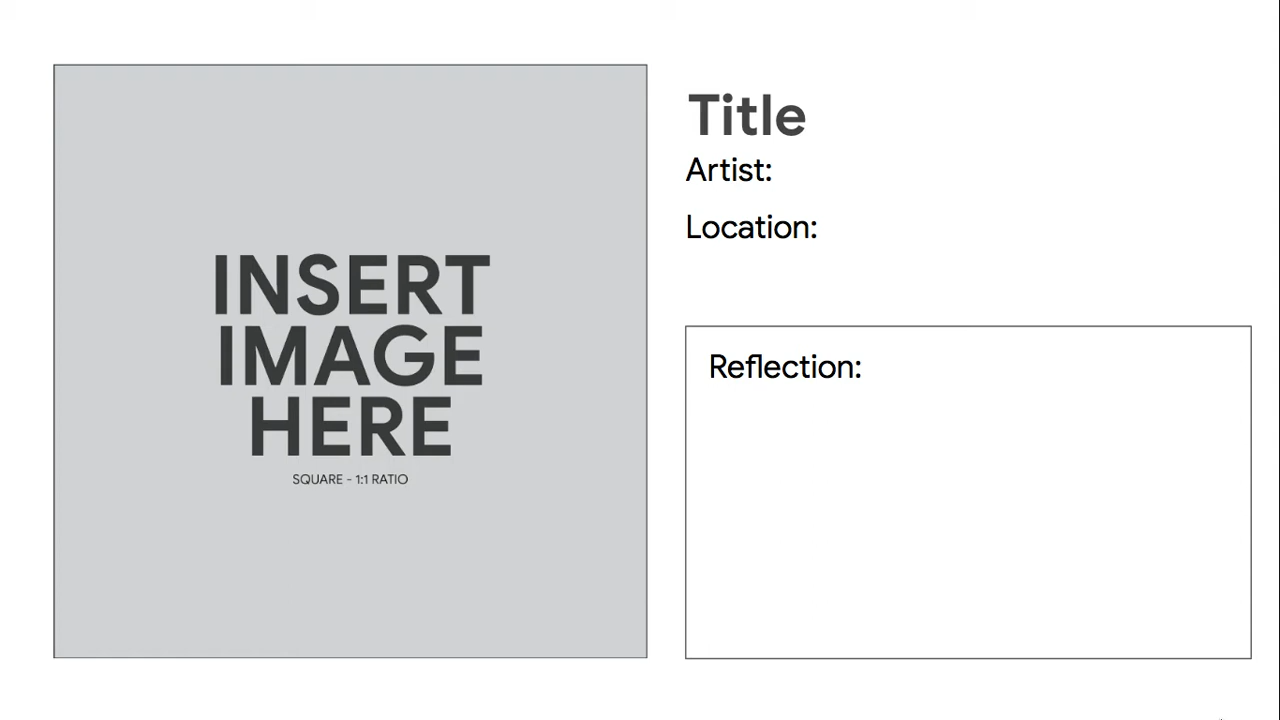 INSERT
IMAGE
HERE
SQUARE - 1:1 RATIO
Title
Artist:
Location:
Reflection: